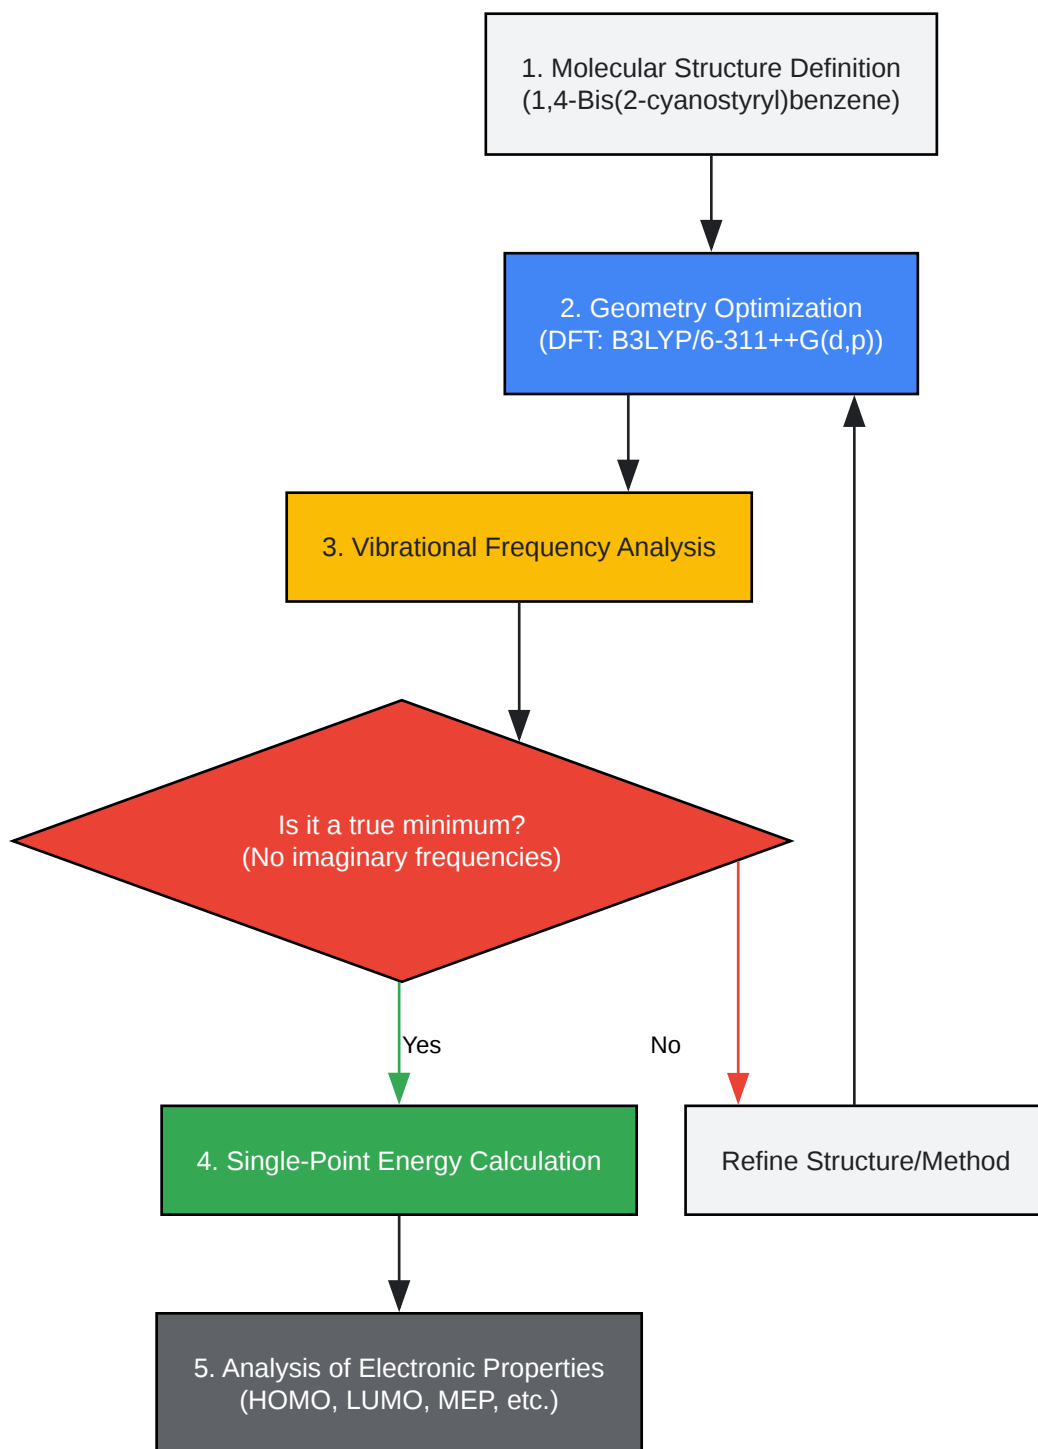 1. Molecular Structure Definition
(1,4-Bis(2-cyanostyryl)benzene)
2. Geometry Optimization
(DFT: B3LYP/6-311++G(d,p))
3. Vibrational Frequency Analysis
Is it a true minimum?
(No imaginary frequencies)
Yes
No
4. Single-Point Energy Calculation
Refine Structure/Method
5. Analysis of Electronic Properties
(HOMO, LUMO, MEP, etc.)